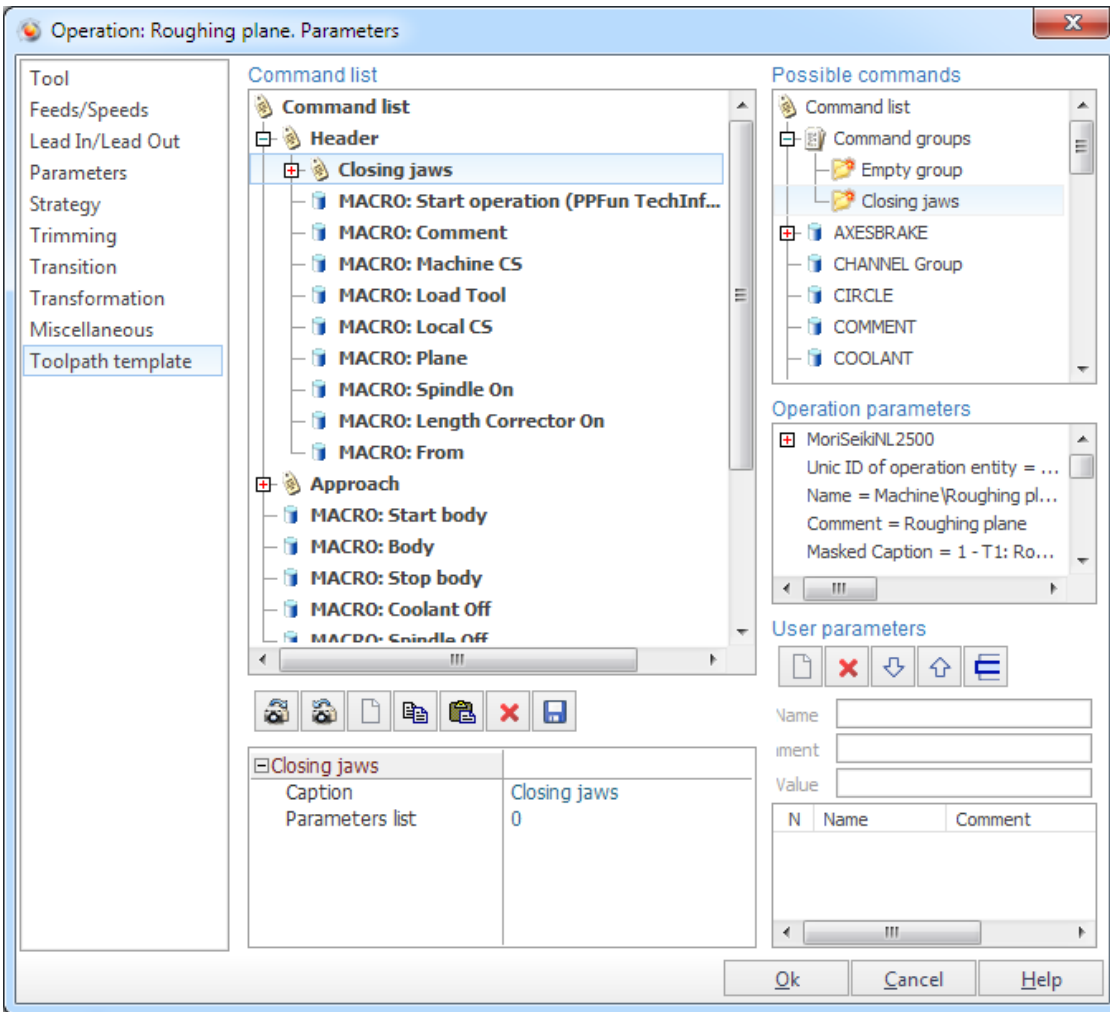 Operation: Roughing plane. Parameters
Tool
Feeds/Speeds
Lead In/Lead Out
Parameters
Strategy
Trimming
Transition
Transformation
Miscellaneous
Toolpath template
Command list
Command list
Header
Closing jaws
MACRO: Start operation (PPFun TechInf...
MACRO: Comment
MACRO: Machine CS
MACRO: Load Tool
MACRO: Local CS
MACRO: Plane
MACRO: Spindle On
MACRO: Length Corrector On
MACRO: From
Approach
MACRO: Start body
MACRO: Body
MACRO: Stop body
MACRO: Coolant Off
MACRO: Spindle Off
Closing jaws
Caption Closing jaws
Parameters list 0
Possible commands
Command list
Command groups
Empty group
Closing jaws
AXESBRAKE
CHANNEL Group
CIRCLE
COMMENT
COOLANT
Operation parameters
MoriSeikiNL2500
Unic ID of operation entity = ...
Name = Machine\Roughing pl...
Comment = Roughing plane
Masked Caption = 1 - T1: Ro...
User parameters
Name
mment
Value
N Name Comment
Ok Cancel Help